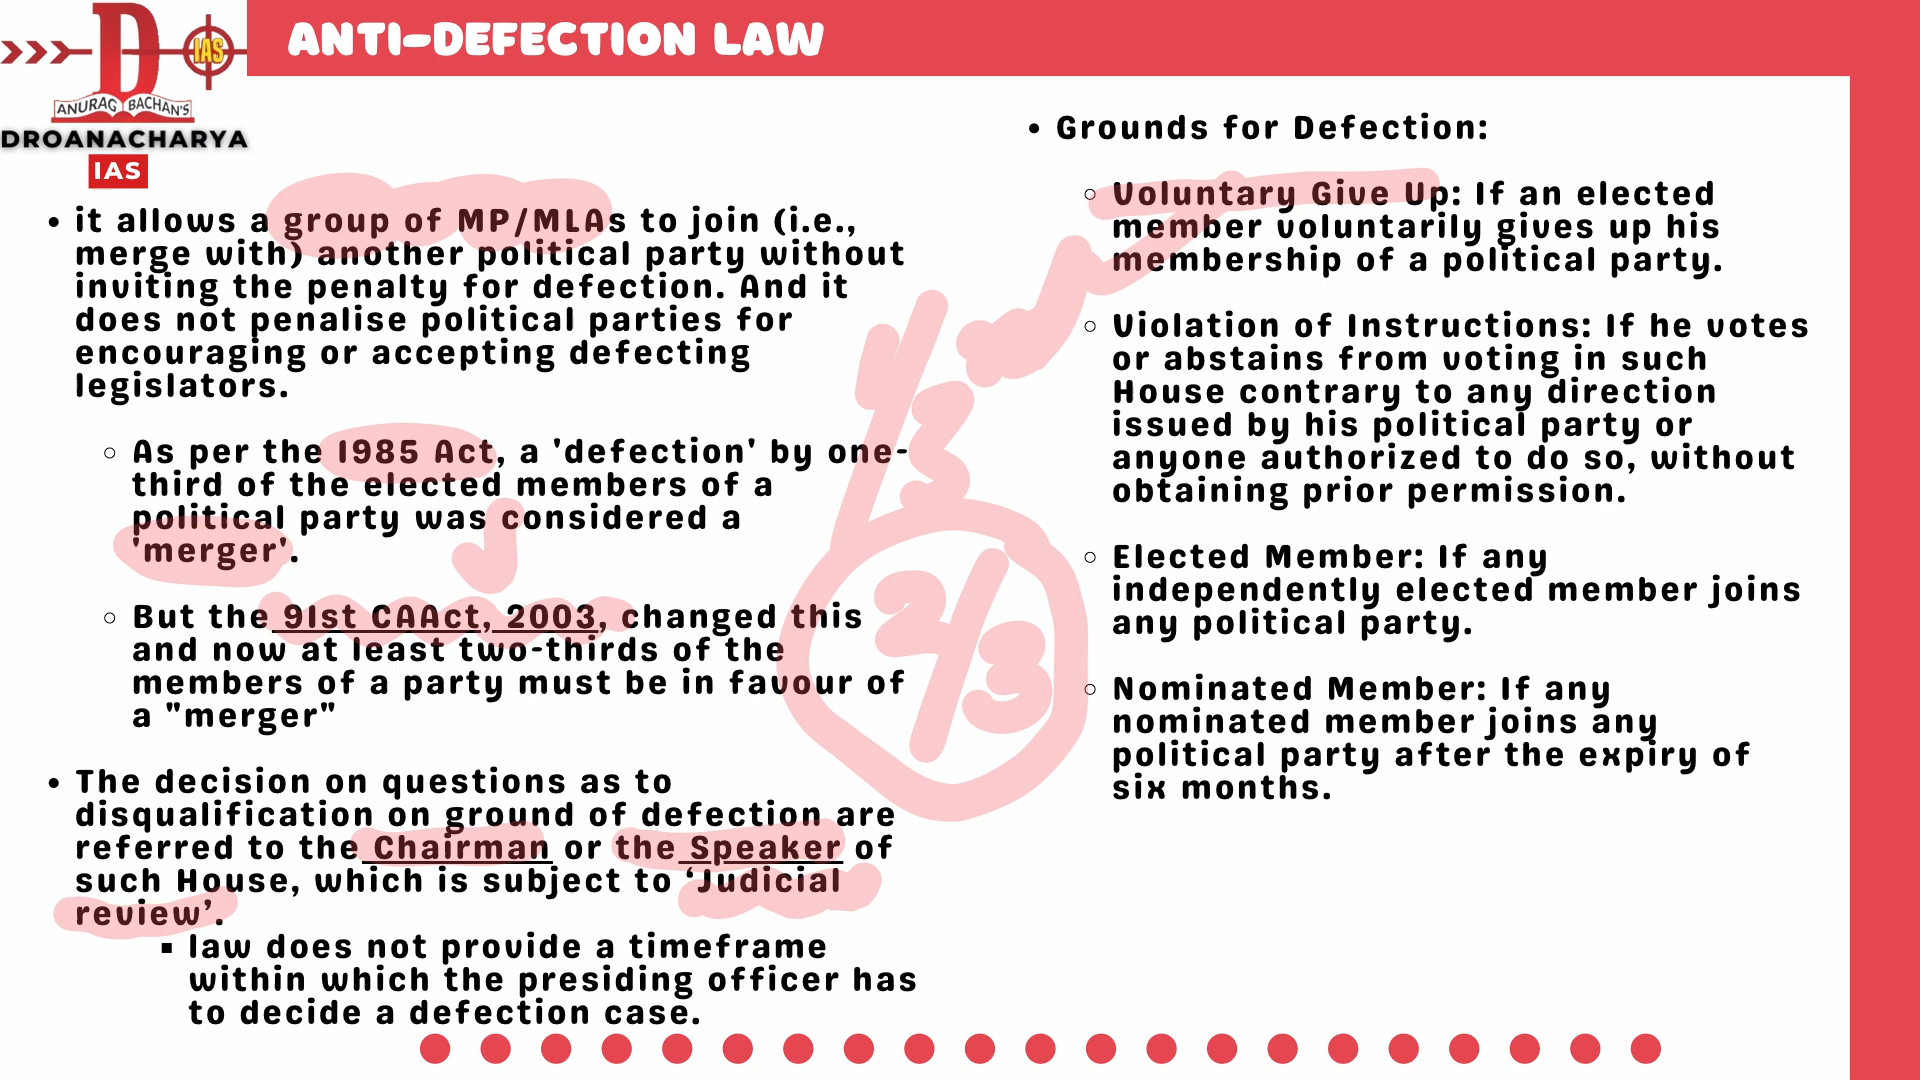 D
IAS
ANURAG BACHAN'S
DROANACHARYA
IAS
ANTI-DEFECTION LAW
• it allows a group of MP/MLAs to join (i.e.,
merge with) another political party without
inviting the penalty for defection. And it
does not penalise political parties for
encouraging or accepting defecting
legislators.
○ As per the 1985 Act, a 'defection' by one-
third of the elected members of a
political party was considered a
'merger'.
○ But the 91st CAAct, 2003, changed this
and now at least two-thirds of the
members of a party must be in favour of
a "merger"
• The decision on questions as to
disqualification on ground of defection are
referred to the Chairman or the Speaker of
such House, which is subject to ‘Judicial
review’.
▪ law does not provide a timeframe
within which the presiding officer has
to decide a defection case.
2/3
• Grounds for Defection:
○ Voluntary Give Up: If an elected
member voluntarily gives up his
membership of a political party.
○ Violation of Instructions: If he votes
or abstains from voting in such
House contrary to any direction
issued by his political party or
anyone authorized to do so, without
obtaining prior permission.
○ Elected Member: If any
independently elected member joins
any political party.
○ Nominated Member: If any
nominated member joins any
political party after the expiry of
six months.